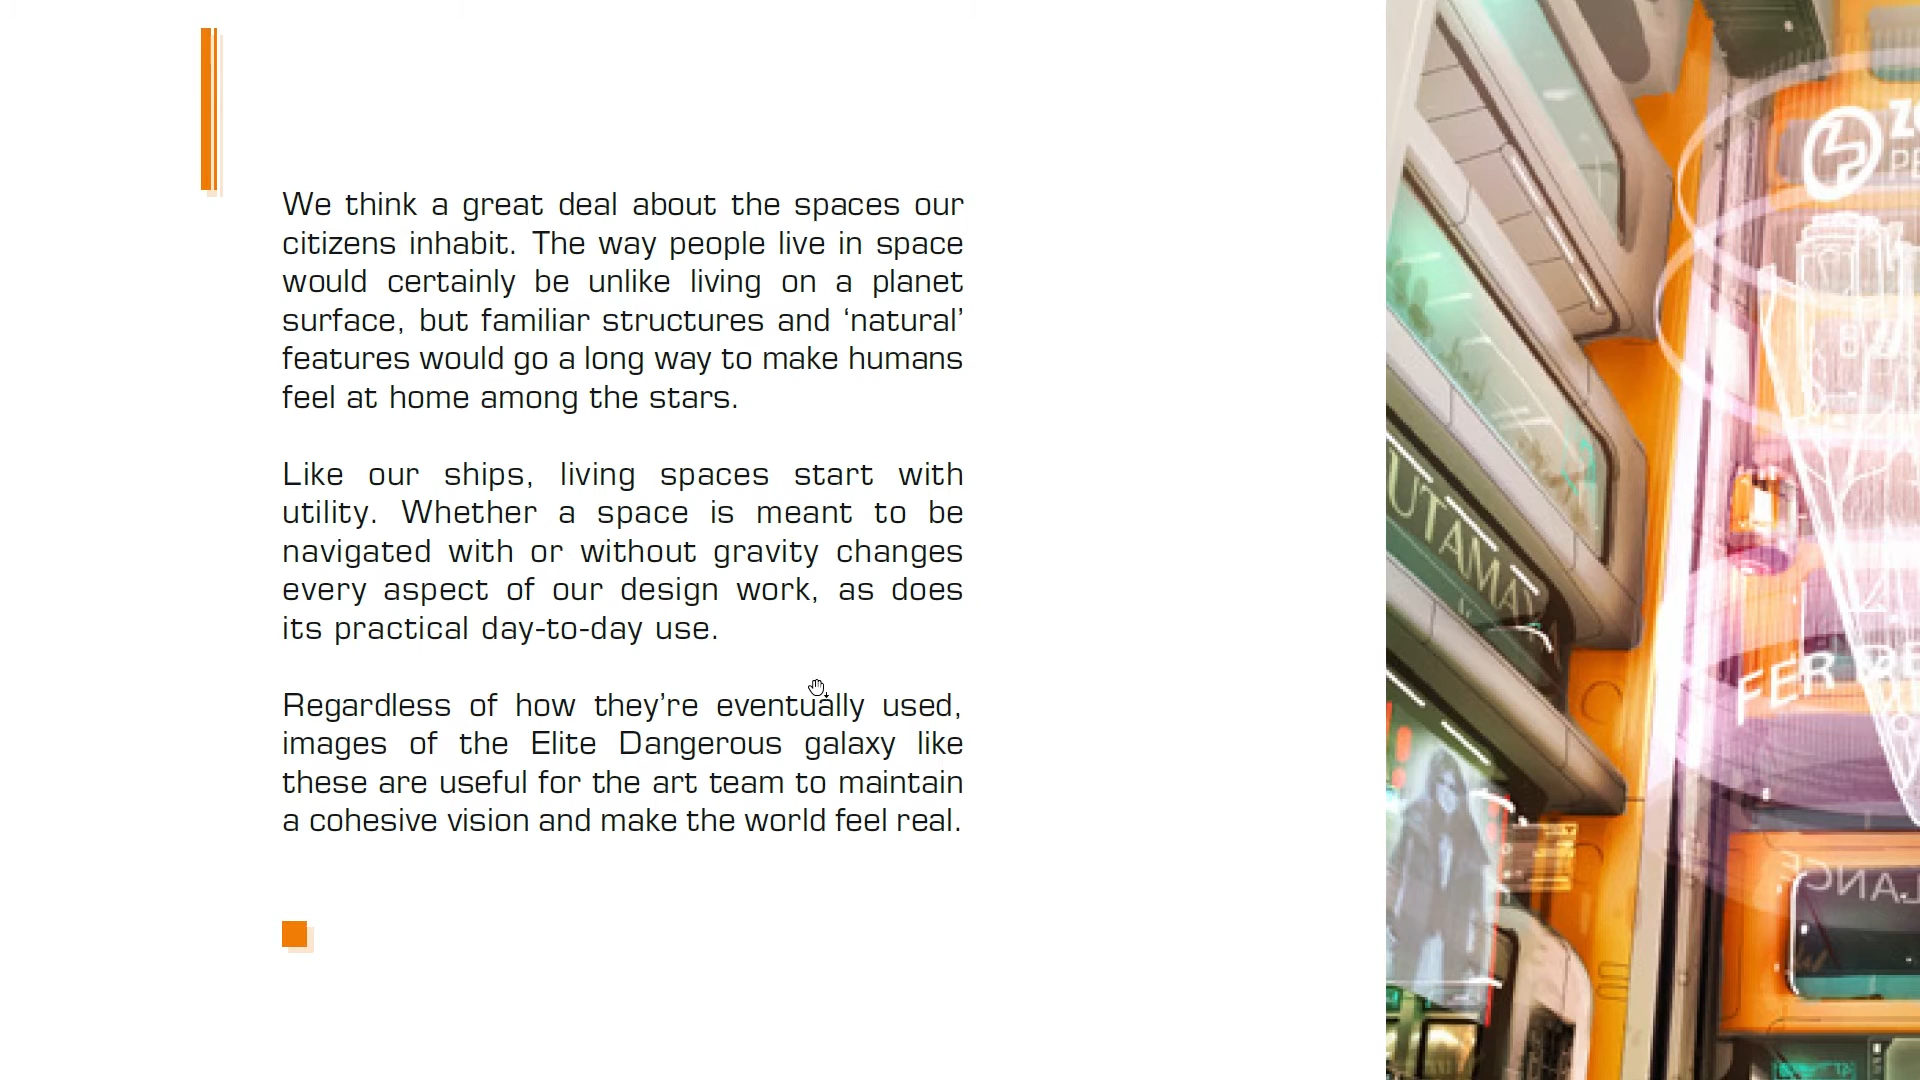 We think a great deal about the spaces our
citizens inhabit. The way people live in space
would certainly be unlike living on a planet
surface, but familiar structures and ‘natural’
features would go a long way to make humans
feel at home among the stars.
Like our ships, living spaces start with
utility. Whether a space is meant to be
navigated with or without gravity changes
every aspect of our design work, as does
its practical day-to-day use.
Regardless of how they’re eventually used,
images of the Elite Dangerous galaxy like
these are useful for the art team to maintain
a cohesive vision and make the world feel real.
UTAMA
FER